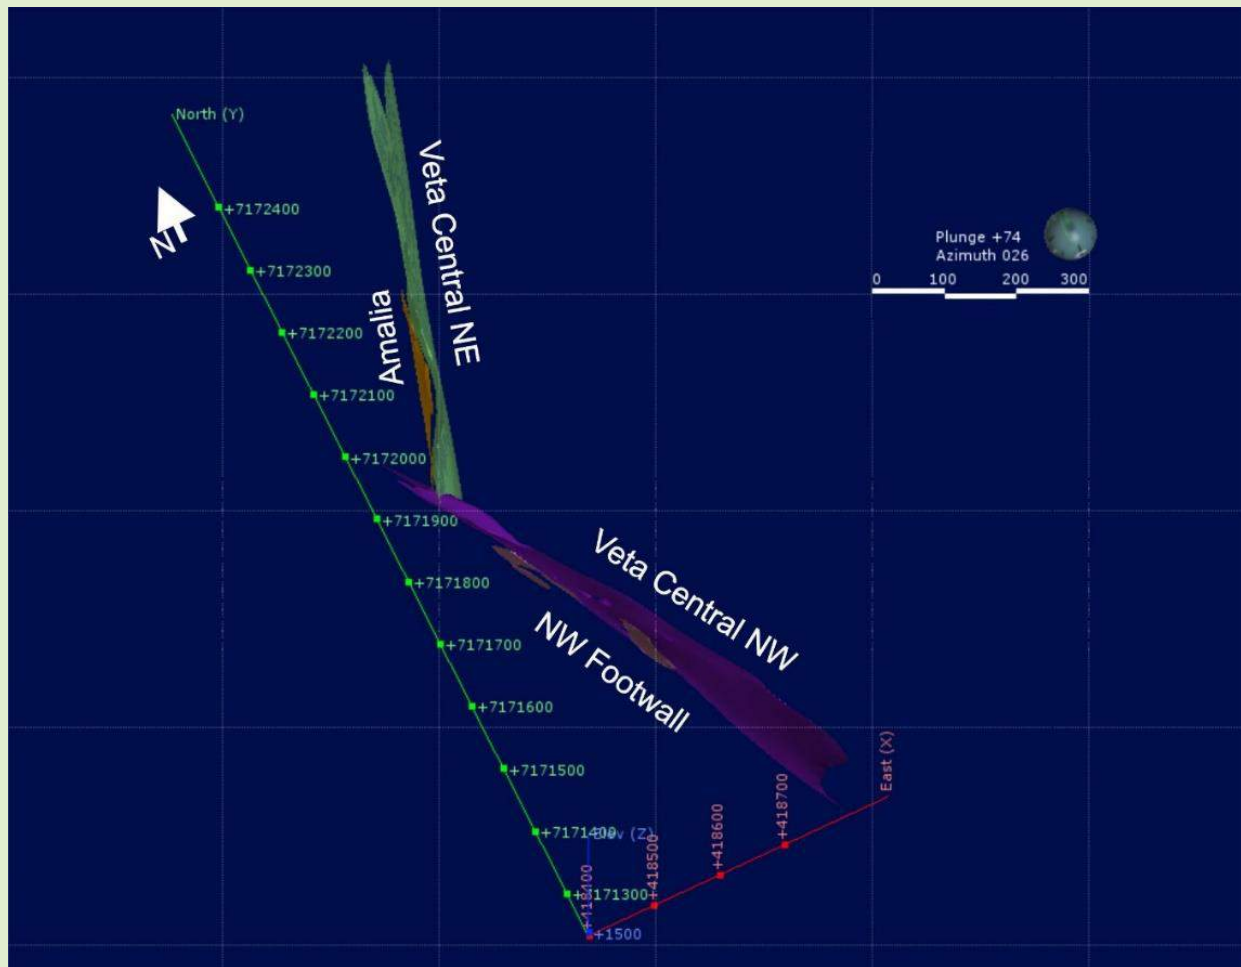 North (Y)
N
+7172400
+7172300
+7172200
+7172100
+7172000
+7171900
+7171800
+7171700
+7171600
+7171500
+7171400
+7171300
Veta Central NE
Amalia
Plunge +74
Azimuth 026
0 100 200 300
Veta Central NW
NW Footwall
East (X)
+418700
+418600
+418500
+418400
Elev (Z)
+1500